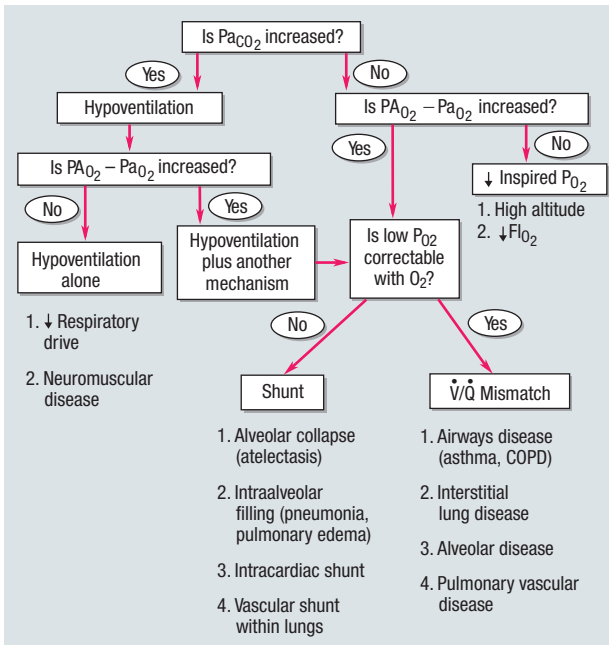 Is PaCO2 increased?
Yes
No
Hypoventilation
Is PAO2 – PaO2 increased?
Is PAO2 – PaO2 increased?
Yes
No
↓ Inspired PO2
1. High altitude
2. ↓FIO2
No
Yes
Hypoventilation
alone
Hypoventilation
plus another
mechanism
Is low PO2
correctable
with O2?
1. ↓ Respiratory
drive
2. Neuromuscular
disease
No
Yes
Shunt
V̇/Q̇ Mismatch
1. Alveolar collapse
(atelectasis)
2. Intraalveolar
filling (pneumonia,
pulmonary edema)
3. Intracardiac shunt
4. Vascular shunt
within lungs
1. Airways disease
(asthma, COPD)
2. Interstitial
lung disease
3. Alveolar disease
4. Pulmonary vascular
disease